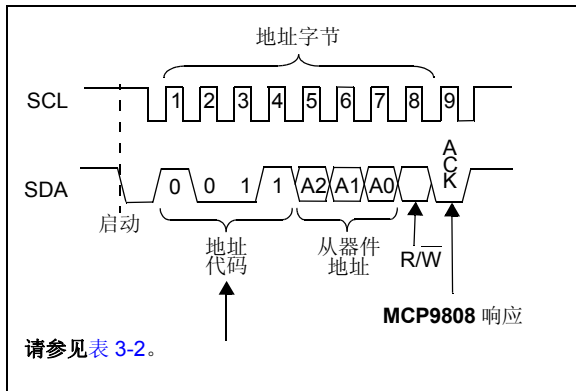 地址字节
SCL
1 2 3 4 5 6 7 8 9
SDA
0 0 1 1 A2 A1 A0
ACK
启动
地址
代码
从器件
地址
R/W
MCP9808 响应
请参见表 3-2。